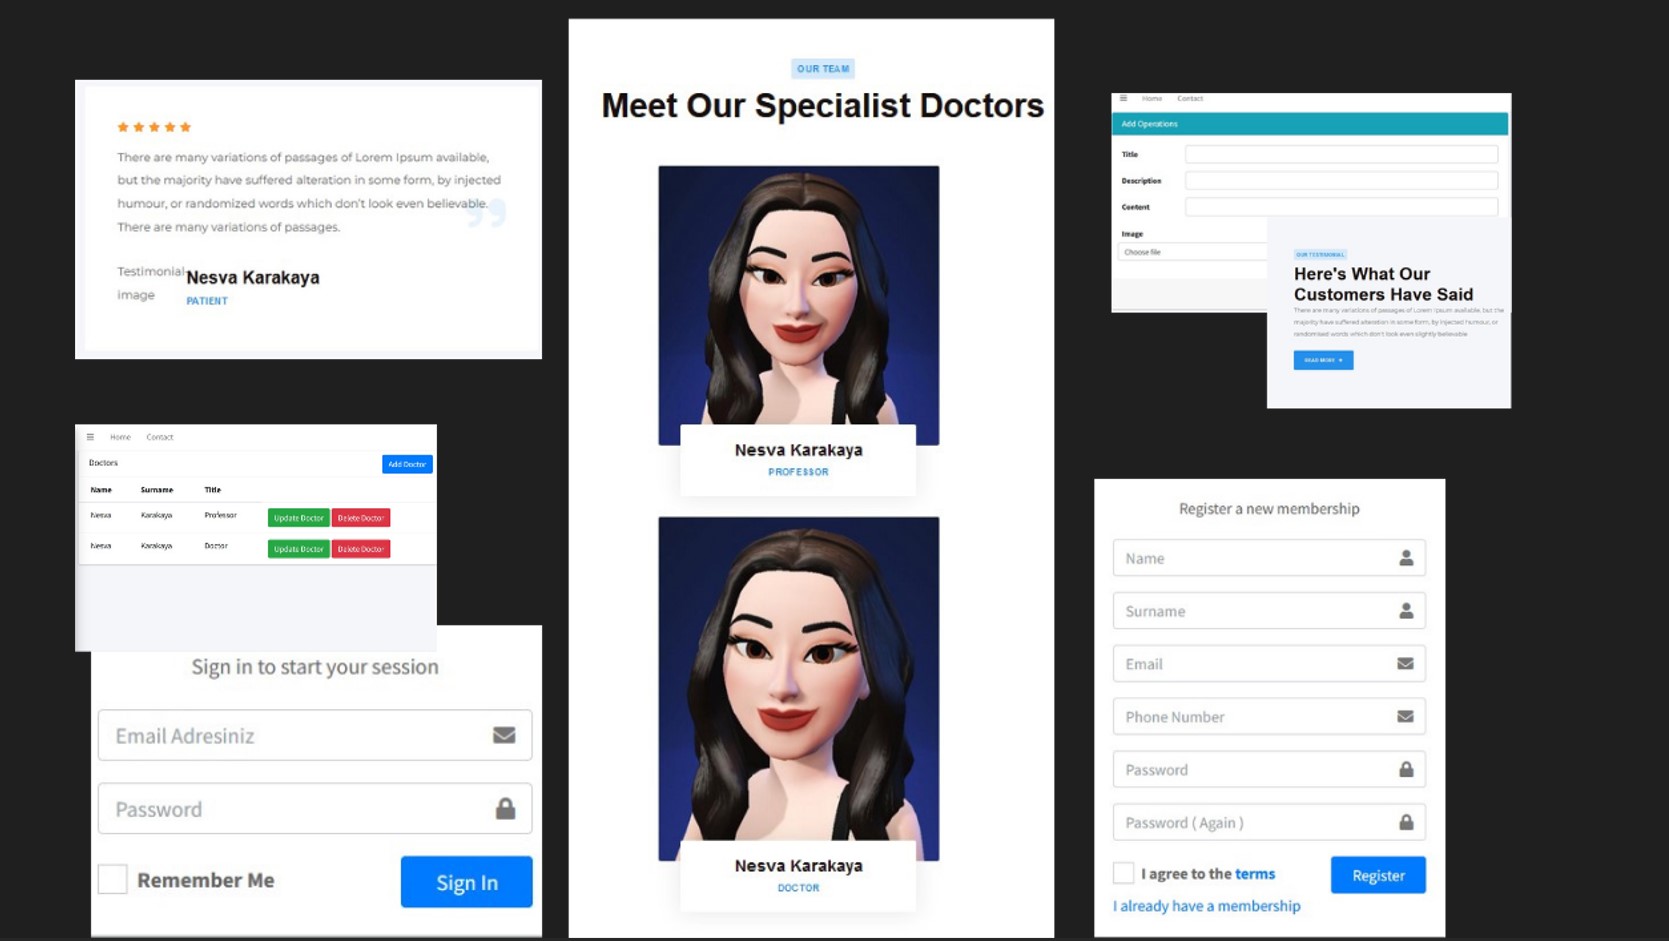 There are many variations of passages of Lorem Ipsum available,
but the majority have suffered alteration in some form, by injected
humour, or randomized words which don't look even believable.
There are many variations of passages.
Testimonial
image
Nesva Karakaya
PATIENT
Home Contact
Doctors
Add Doctor
Name Surname Title
Nesva Karakaya Professor Update Doctor Delete Doctor
Nesva Karakaya Doctor Update Doctor Delete Doctor
Sign in to start your session
Email Adresiniz
Password
Remember Me
Sign In
OUR TEAM
Meet Our Specialist Doctors
Nesva Karakaya
PROFESSOR
Nesva Karakaya
DOCTOR
Home Contact
Add Operations
Title
Description
Content
Image
Choose file
OUR TESTIMONIAL
Here's What Our
Customers Have Said
There are many variations of passages of Lorem Ipsum available, but the
majority have suffered alteration in some form, by injected humour, or
randomised words which don't look even slightly believable
READ MORE
Register a new membership
Name
Surname
Email
Phone Number
Password
Password ( Again )
I agree to the terms
Register
I already have a membership